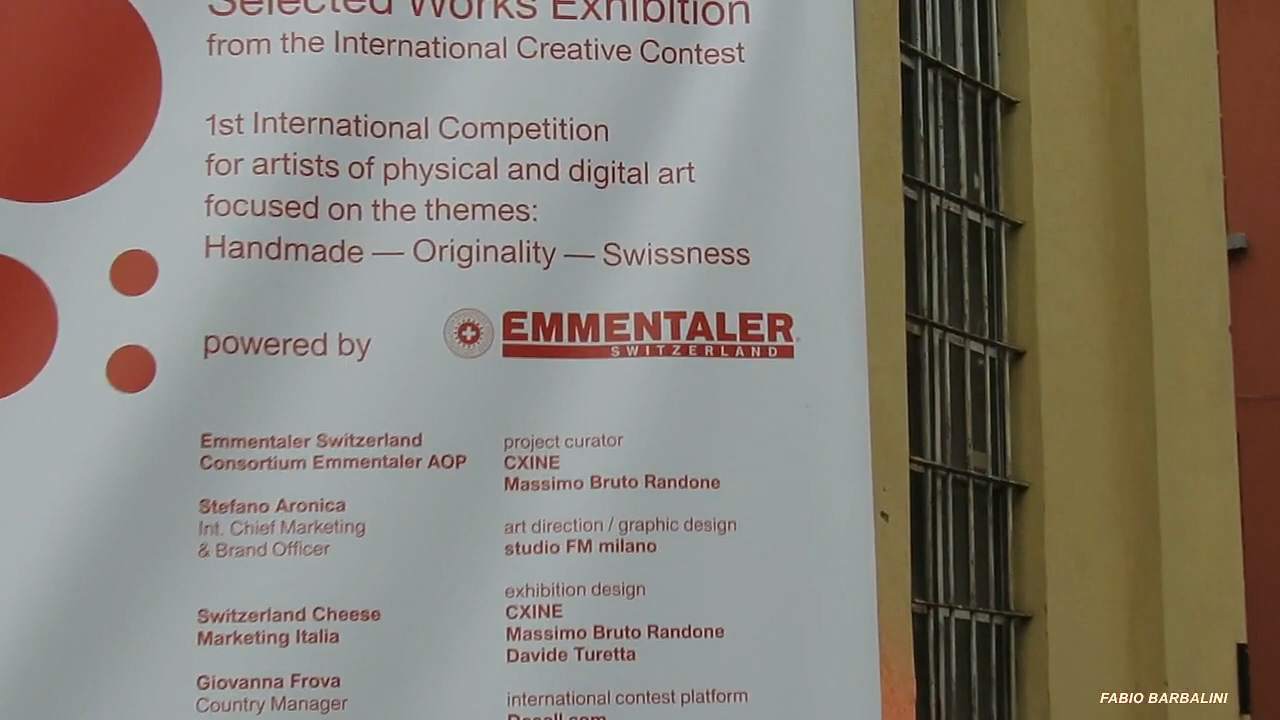 Selected Works Exhibition
from the International Creative Contest
1st International Competition
for artists of physical and digital art
focused on the themes:
Handmade — Originality — Swissness
powered by
EMMENTALER
SWITZERLAND
Emmentaler Switzerland
Consortium Emmentaler AOP
Stefano Aronica
Int. Chief Marketing
& Brand Officer
Switzerland Cheese
Marketing Italia
Giovanna Frova
Country Manager
project curator
CXINE
Massimo Bruto Randone
art direction / graphic design
studio FM milano
exhibition design
CXINE
Massimo Bruto Randone
Davide Turetta
international contest platform
FABIO BARBALINI